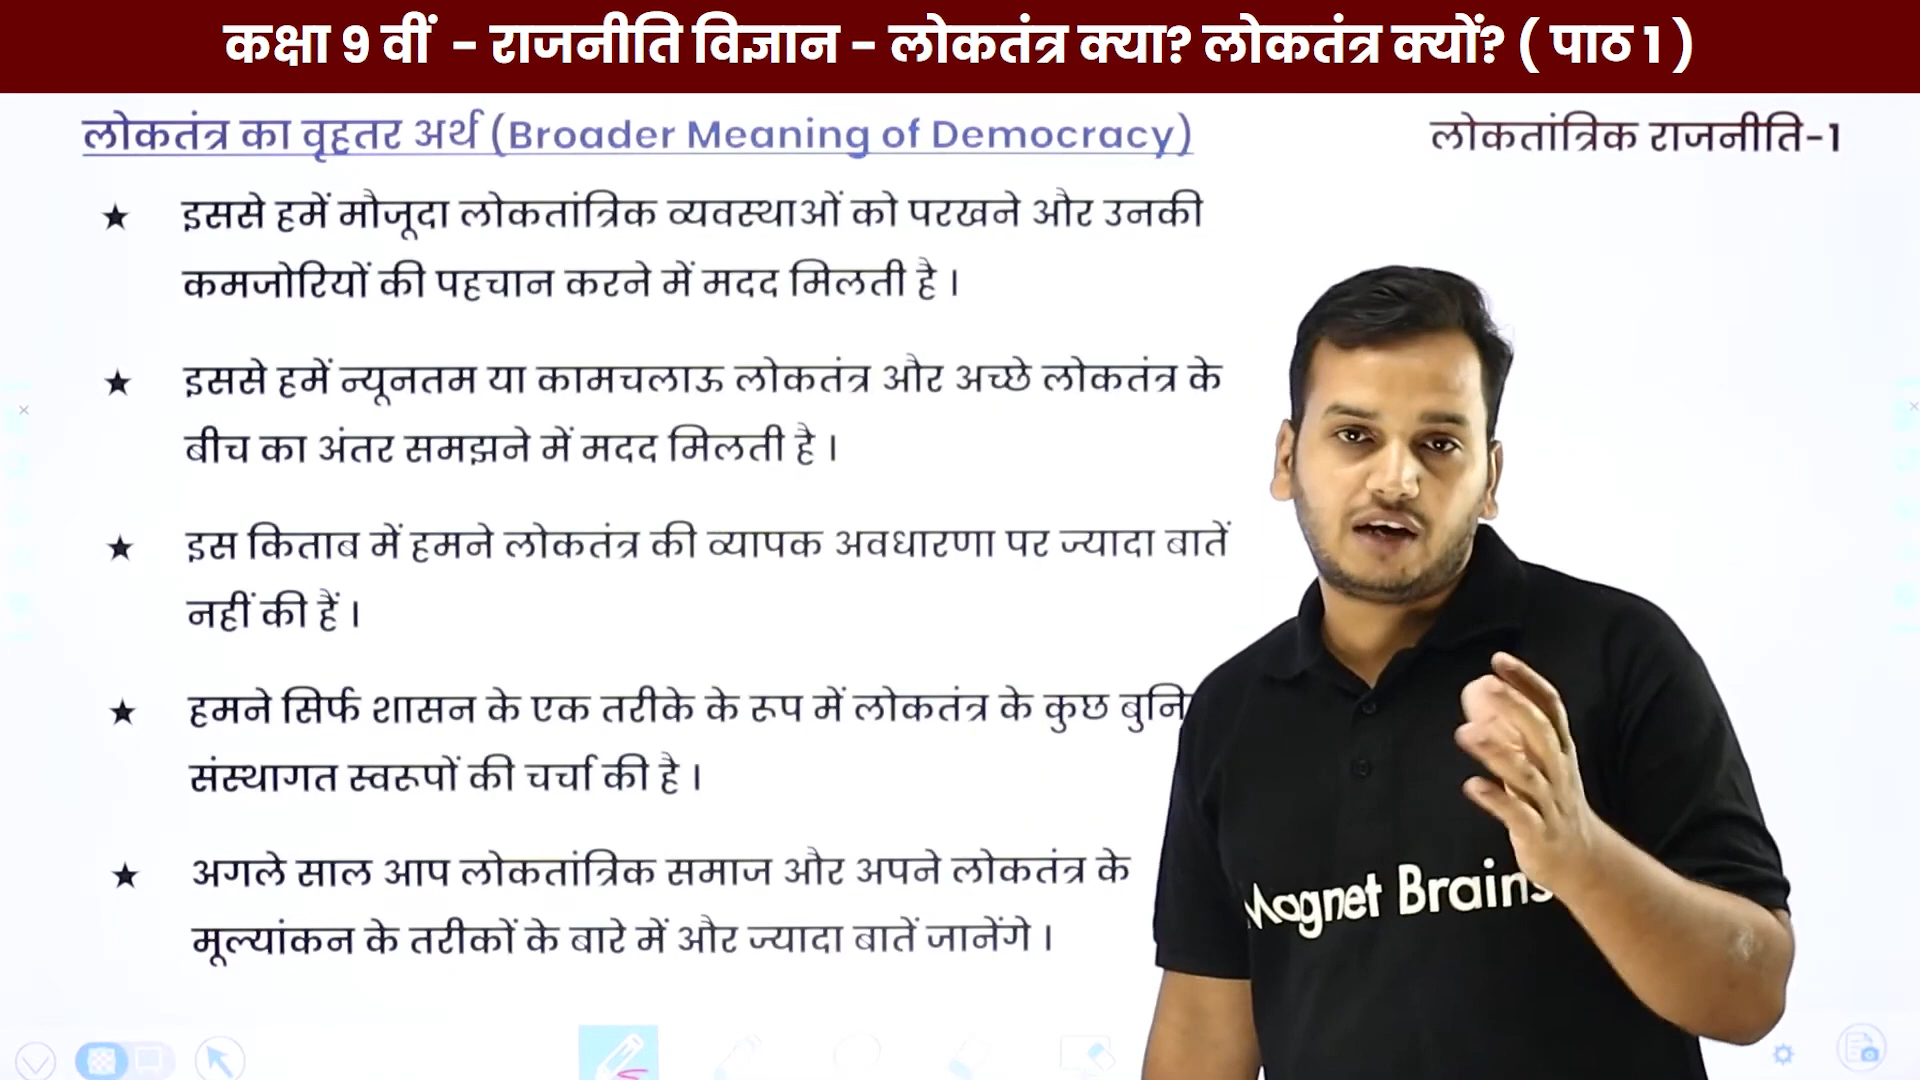 कक्षा 9 वीं - राजनीति विज्ञान - लोकतंत्र क्या? लोकतंत्र क्यों? ( पाठ 1 )
लोकतंत्र का वृहतर अर्थ (Broader Meaning of Democracy)
लोकतांत्रिक राजनीति-1
★ इससे हमें मौजूदा लोकतांत्रिक व्यवस्थाओं को परखने और उनकी
कमजोरियों की पहचान करने में मदद मिलती है ।
★ इससे हमें न्यूनतम या कामचलाऊ लोकतंत्र और अच्छे लोकतंत्र के
बीच का अंतर समझने में मदद मिलती है ।
★ इस किताब में हमने लोकतंत्र की व्यापक अवधारणा पर ज्यादा बातें
नहीं की हैं ।
★ हमने सिर्फ शासन के एक तरीके के रूप में लोकतंत्र के कुछ बुनि
संस्थागत स्वरूपों की चर्चा की है ।
★ अगले साल आप लोकतांत्रिक समाज और अपने लोकतंत्र के
मूल्यांकन के तरीकों के बारे में और ज्यादा बातें जानेंगे ।
Magnet Brains